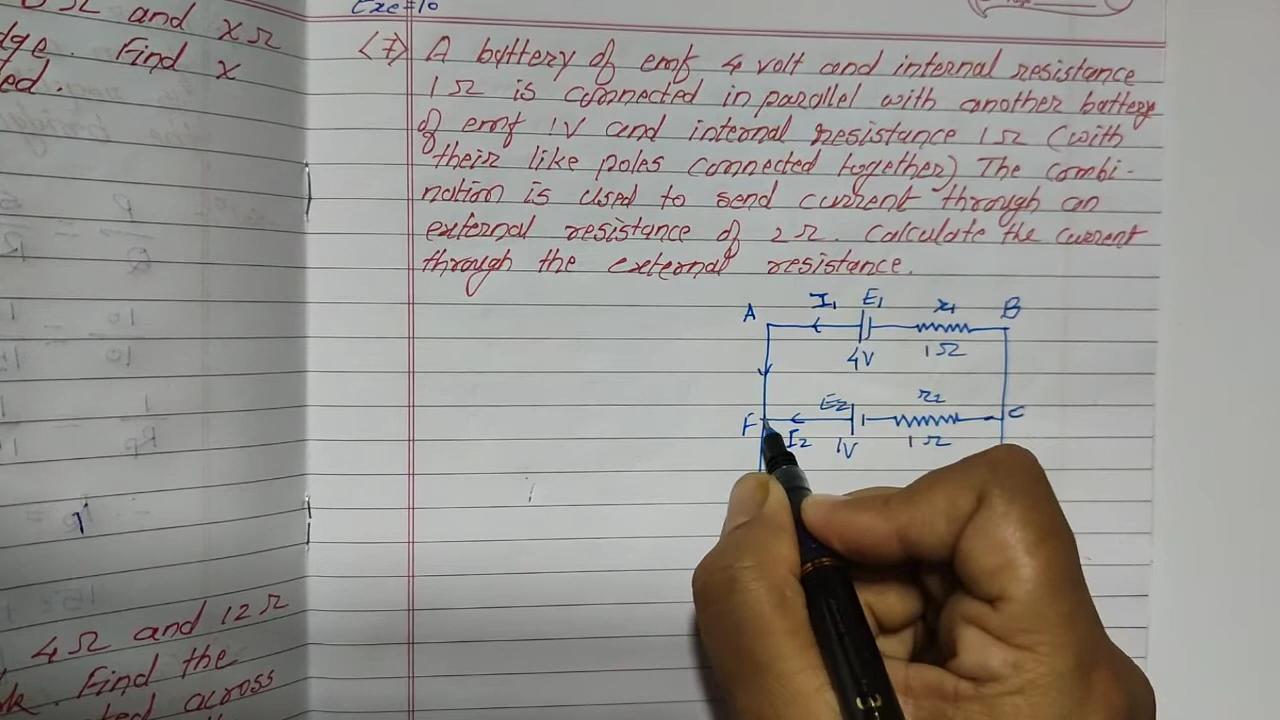 Ω and xΩ
dge. Find x
ed.
Exe=10
<7> A battery of emf 4 volt and internal resistance
1Ω is connected in parallel with another battery
of emf 1V and internal resistance 1Ω (with
their like poles connected together) The combi-
nation is used to send current through an
external resistance of 2Ω. Calculate the current
through the external resistance.
A I₁ E₁ r₁ B
4V 1Ω
F E₂ r₂ C
I₂ 1V 1Ω
4Ω and 12Ω
Find the
across